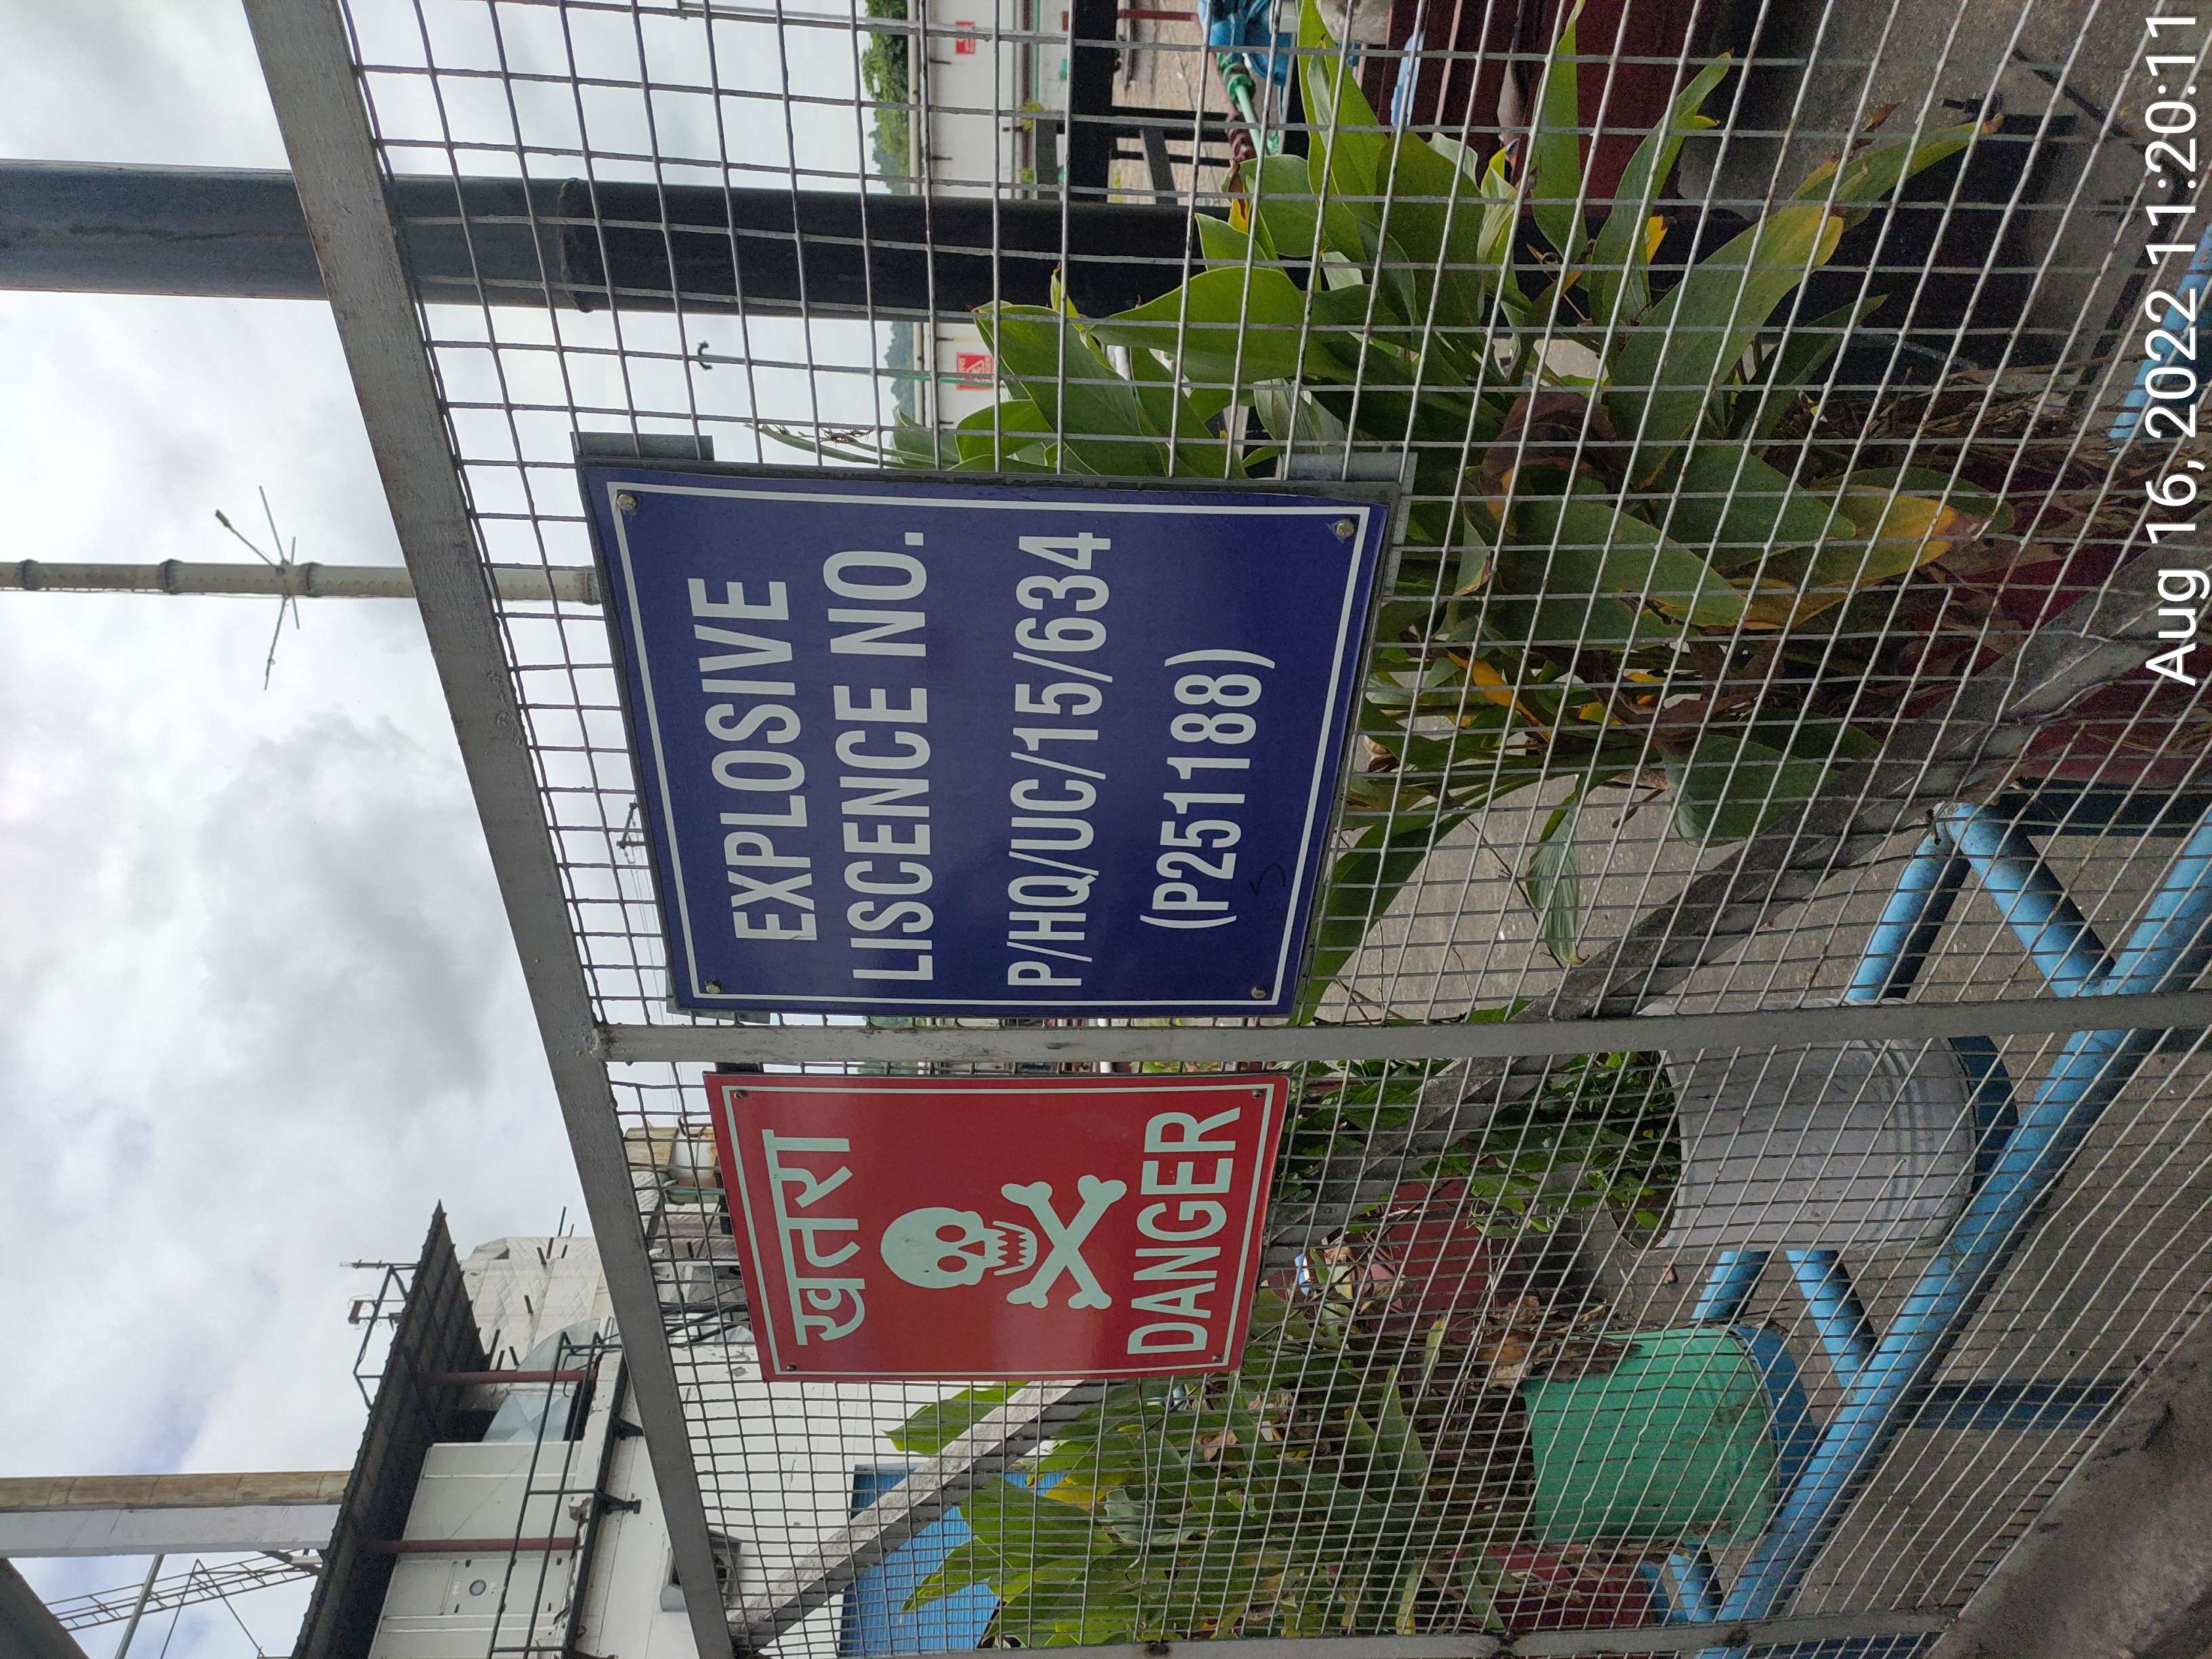 खतरा
DANGER
EXPLOSIVE
LISCENCE NO.
P/HQ/UC/15/634
(P251188)
Aug 16, 2022 11:20:11